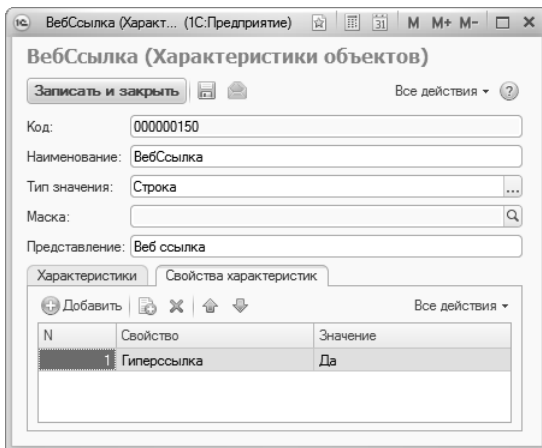 ВебСсылка (Характ... (1С:Предприятие) 31 M M+ M-
ВебСсылка (Характеристики объектов)
Записать и закрыть Все действия ?
Код: 000000150
Наименование: ВебСсылка
Тип значения: Строка ...
Маска:
Представление: Веб ссылка
Характеристики Свойства характеристик
Добавить Все действия
N Свойство Значение
1 Гиперссылка Да